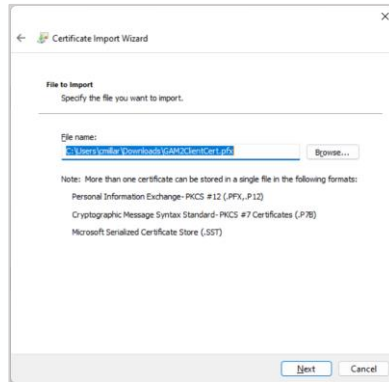 Certificate Import Wizard
File to Import
Specify the file you want to import.
File name:
C:\Users\zmillar\Downloads\GAM2ClientCert.pfx
Browse...
Note: More than one certificate can be stored in a single file in the following formats:
Personal Information Exchange- PKCS #12 (.PFX,.P12)
Cryptographic Message Syntax Standard- PKCS #7 Certificates (.P7B)
Microsoft Serialized Certificate Store (.SST)
Next
Cancel